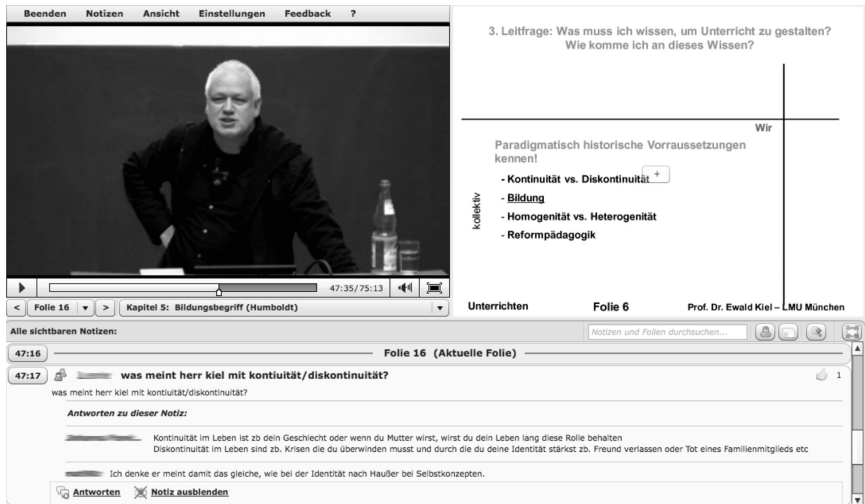 Beenden Notizen Ansicht Einstellungen Feedback ?
3. Leitfrage: Was muss ich wissen, um Unterricht zu gestalten?
Wie komme ich an dieses Wissen?
Wir
Paradigmatisch historische Vorraussetzungen
kennen!
- Kontinuität vs. Diskontinuität +
- Bildung
- Homogenität vs. Heterogenität
- Reformpädagogik
kollektiv
Unterrichten Folie 6 Prof. Dr. Ewald Kiel – LMU München
47:35/75:13
< Folie 16 > Kapitel 5: Bildungsbegriff (Humboldt)
Alle sichtbaren Notizen: Notizen und Folien durchsuchen...
47:16 Folie 16 (Aktuelle Folie)
47:17 was meint herr kiel mit kontiuität/diskontinuität? 1
was meint herr kiel mit kontiuität/diskontinuität?
Antworten zu dieser Notiz:
Kontinuität im Leben ist zb dein Geschlecht oder wenn du Mutter wirst, wirst du dein Leben lang diese Rolle behalten
Diskontinuität im Leben sind zb. Krisen die du überwinden musst und durch die du deine Identität stärkst zb. Freund verlassen oder Tot eines Familienmitglieds etc
Ich denke er meint damit das gleiche, wie bei der Identität nach Haußer bei Selbstkonzepten.
Antworten Notiz ausblenden